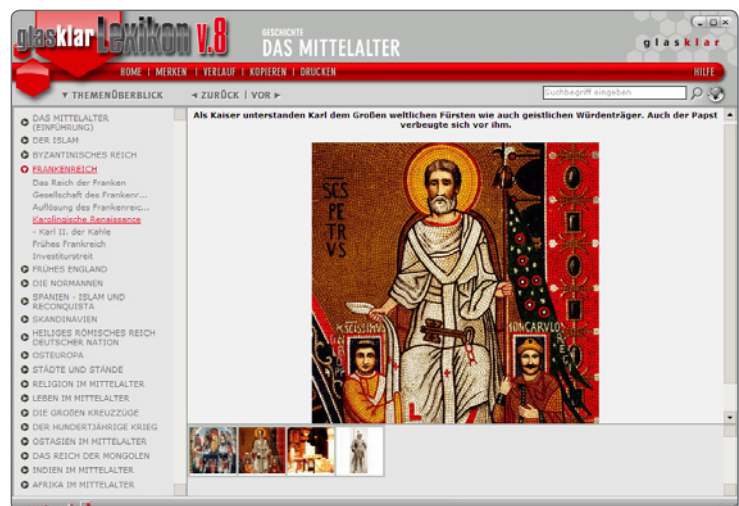 glasklar Lexikon v.8
GESCHICHTE
DAS MITTELALTER
glasklar
HOME | MERKEN | VERLAUF | KOPIEREN | DRUCKEN
HILFE
▼ THEMENÜBERBLICK
◄ ZURÜCK | VOR ►
Suchbegriff eingeben
DAS MITTELALTER
(EINFÜHRUNG)
DER ISLAM
BYZANTINISCHES REICH
FRANKENREICH
Das Reich der Franken
Gesellschaft des Frankenr...
Auflösung des Frankenreic...
Karolingische Renaissance
- Karl II. der Kahle
Frühes Frankreich
Investiturstreit
FRÜHES ENGLAND
DIE NORMANNEN
SPANIEN - ISLAM UND
RECONQUISTA
SKANDINAVIEN
HEILIGES RÖMISCHES REICH
DEUTSCHER NATION
OSTEUROPA
STÄDTE UND STÄNDE
RELIGION IM MITTELALTER
LEBEN IM MITTELALTER
DIE GROßEN KREUZZÜGE
DER HUNDERTJÄHRIGE KRIEG
OSTASIEN IM MITTELALTER
DAS REICH DER MONGOLEN
INDIEN IM MITTELALTER
AFRIKA IM MITTELALTER
Als Kaiser unterstanden Karl dem Großen weltlichen Fürsten wie auch geistlichen Würdenträger. Auch der Papst
verbeugte sich vor ihm.
SCS
PE
TR
VS